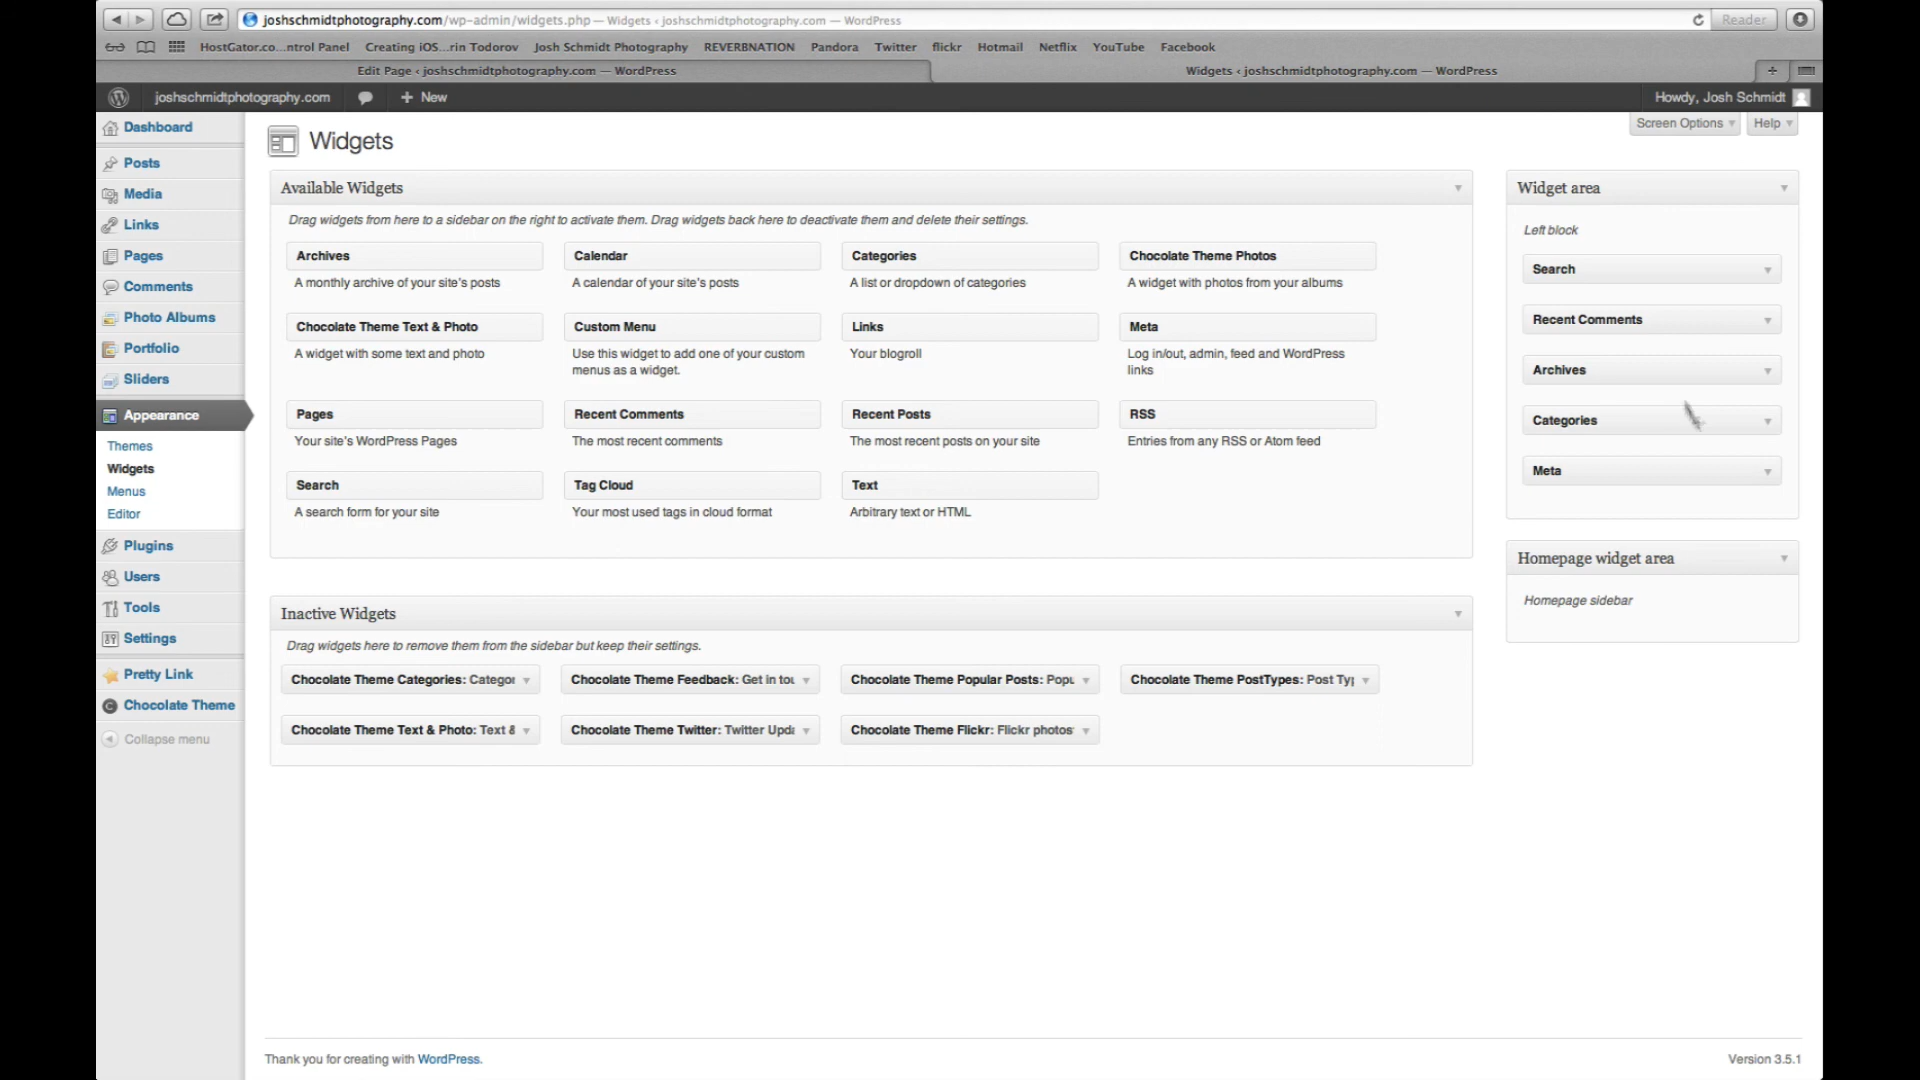 joshschmidtphotography.com/wp-admin/widgets.php — Widgets ‹ joshschmidtphotography.com — WordPress
Reader
HostGator.co...ntrol Panel Creating iOS...rin Todorov Josh Schmidt Photography REVERBNATION Pandora Twitter flickr Hotmail Netflix YouTube Facebook
Edit Page ‹ joshschmidtphotography.com — WordPress
Widgets ‹ joshschmidtphotography.com — WordPress
joshschmidtphotography.com
+ New
Howdy, Josh Schmidt
Screen Options
Help
Dashboard
Posts
Media
Links
Pages
Comments
Photo Albums
Portfolio
Sliders
Appearance
Themes
Widgets
Menus
Editor
Plugins
Users
Tools
Settings
Pretty Link
Chocolate Theme
Collapse menu
Widgets
Available Widgets
Drag widgets from here to a sidebar on the right to activate them. Drag widgets back here to deactivate them and delete their settings.
Archives
A monthly archive of your site's posts
Calendar
A calendar of your site's posts
Categories
A list or dropdown of categories
Chocolate Theme Photos
A widget with photos from your albums
Chocolate Theme Text & Photo
A widget with some text and photo
Custom Menu
Use this widget to add one of your custom
menus as a widget.
Links
Your blogroll
Meta
Log in/out, admin, feed and WordPress
links
Pages
Your site's WordPress Pages
Recent Comments
The most recent comments
Recent Posts
The most recent posts on your site
RSS
Entries from any RSS or Atom feed
Search
A search form for your site
Tag Cloud
Your most used tags in cloud format
Text
Arbitrary text or HTML
Inactive Widgets
Drag widgets here to remove them from the sidebar but keep their settings.
Chocolate Theme Categories: Categor
Chocolate Theme Feedback: Get in tou
Chocolate Theme Popular Posts: Popu
Chocolate Theme PostTypes: Post Typ
Chocolate Theme Text & Photo: Text &
Chocolate Theme Twitter: Twitter Upda
Chocolate Theme Flickr: Flickr photos
Widget area
Left block
Search
Recent Comments
Archives
Categories
Meta
Homepage widget area
Homepage sidebar
Thank you for creating with WordPress.
Version 3.5.1